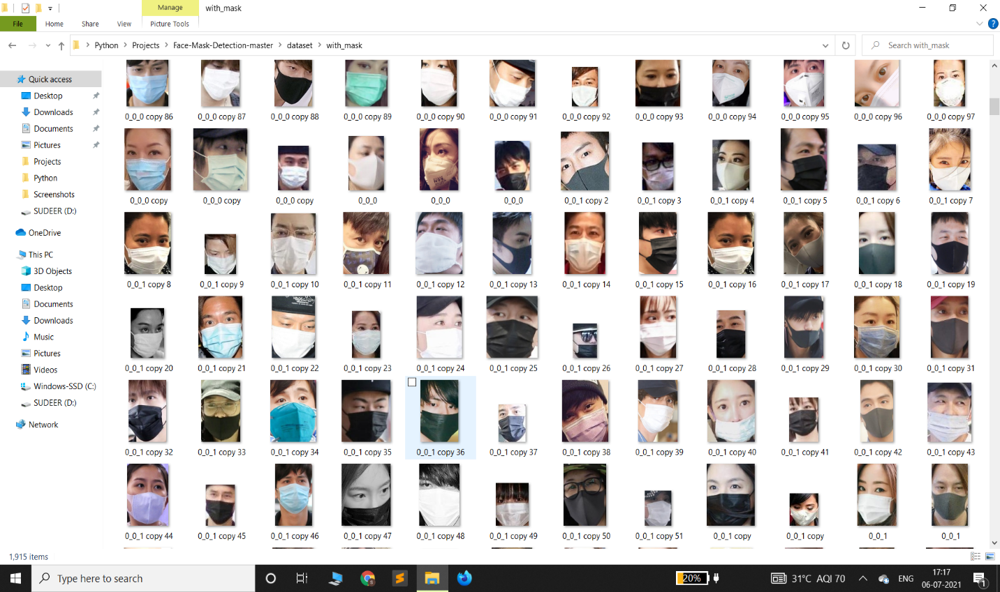 Manage
with_mask
File
Home
Share
View
Picture Tools
Python
Projects
Face-Mask-Detection-master
dataset
with_mask
Search with_mask
Quick access
Desktop
Downloads
Documents
Pictures
Projects
Python
Screenshots
SUDEER (D:)
OneDrive
This PC
3D Objects
Desktop
Documents
Downloads
Music
Pictures
Videos
Windows-SSD (C:)
SUDEER (D:)
Network
0_0_0 copy 86
0_0_0 copy 87
0_0_0 copy 88
0_0_0 copy 89
0_0_0 copy 90
0_0_0 copy 91
0_0_0 copy 92
0_0_0 copy 93
0_0_0 copy 94
0_0_0 copy 95
0_0_0 copy 96
0_0_0 copy 97
0_0_0 copy
0_0_0 copy
0_0_0 copy
0_0_0
0_0_0
0_0_0
0_0_1 copy 2
0_0_1 copy 3
0_0_1 copy 4
0_0_1 copy 5
0_0_1 copy 6
0_0_1 copy 7
0_0_1 copy 8
0_0_1 copy 9
0_0_1 copy 10
0_0_1 copy 11
0_0_1 copy 12
0_0_1 copy 13
0_0_1 copy 14
0_0_1 copy 15
0_0_1 copy 16
0_0_1 copy 17
0_0_1 copy 18
0_0_1 copy 19
0_0_1 copy 20
0_0_1 copy 21
0_0_1 copy 22
0_0_1 copy 23
0_0_1 copy 24
0_0_1 copy 25
0_0_1 copy 26
0_0_1 copy 27
0_0_1 copy 28
0_0_1 copy 29
0_0_1 copy 30
0_0_1 copy 31
0_0_1 copy 32
0_0_1 copy 33
0_0_1 copy 34
0_0_1 copy 35
0_0_1 copy 36
0_0_1 copy 37
0_0_1 copy 38
0_0_1 copy 39
0_0_1 copy 40
0_0_1 copy 41
0_0_1 copy 42
0_0_1 copy 43
0_0_1 copy 44
0_0_1 copy 45
0_0_1 copy 46
0_0_1 copy 47
0_0_1 copy 48
0_0_1 copy 49
0_0_1 copy 50
0_0_1 copy 51
0_0_1 copy
0_0_1 copy
0_0_1
0_0_1
1,915 items
Type here to search
20%
31°C AQI 70
ENG
17:17
06-07-2021
1